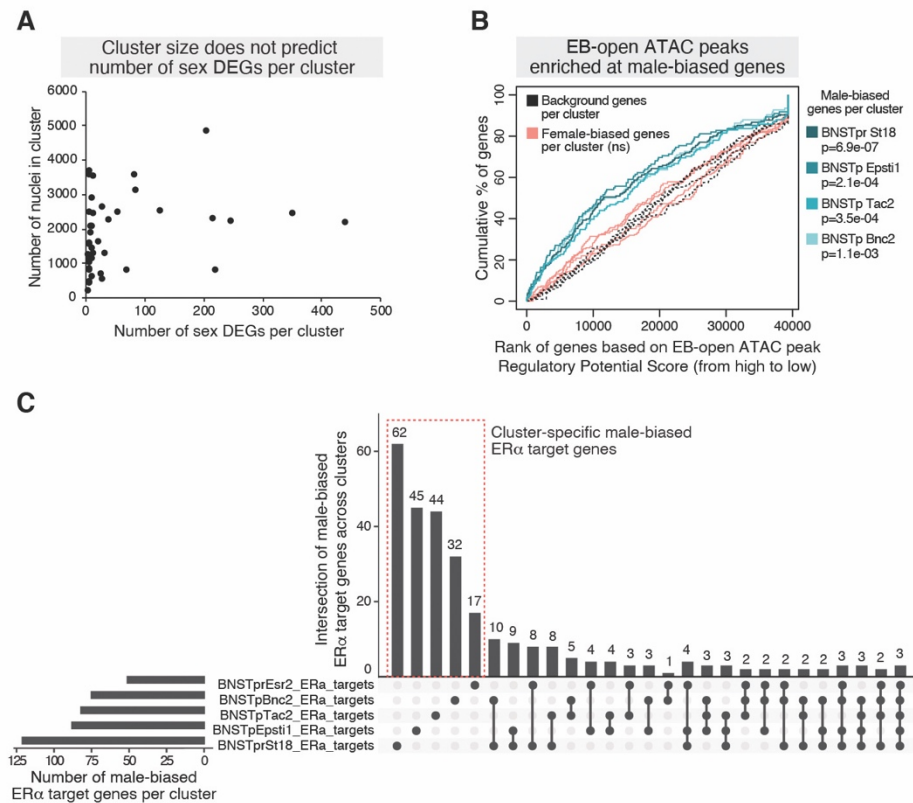 A
Cluster size does not predict
number of sex DEGs per cluster
Number of nuclei in cluster
6000
5000
4000
3000
2000
1000
0
0 100 200 300 400 500
Number of sex DEGs per cluster
B
EB-open ATAC peaks
enriched at male-biased genes
Cumulative % of genes
100
80
60
40
20
0
Background genes
per cluster
Female-biased genes
per cluster (ns)
Male-biased
genes per cluster
BNSTpr St18
p=6.9e-07
BNSTp Epsti1
p=2.1e-04
BNSTp Tac2
p=3.5e-04
BNSTp Bnc2
p=1.1e-03
0 10000 20000 30000 40000
Rank of genes based on EB-open ATAC peak
Regulatory Potential Score (from high to low)
C
Intersection of male-biased
ERα target genes across clusters
60
40
20
0
Cluster-specific male-biased
ERα target genes
62 45 44 32 17 10 9 8 8 5 4 4 3 3 1 4 3 3 2 2 2 2 2 3 3 2 3
BNSTprEsr2_ERa_targets
BNSTpBnc2_ERa_targets
BNSTpTac2_ERa_targets
BNSTpEpsti1_ERa_targets
BNSTprSt18_ERa_targets
125 100 75 50 25 0
Number of male-biased
ERα target genes per cluster